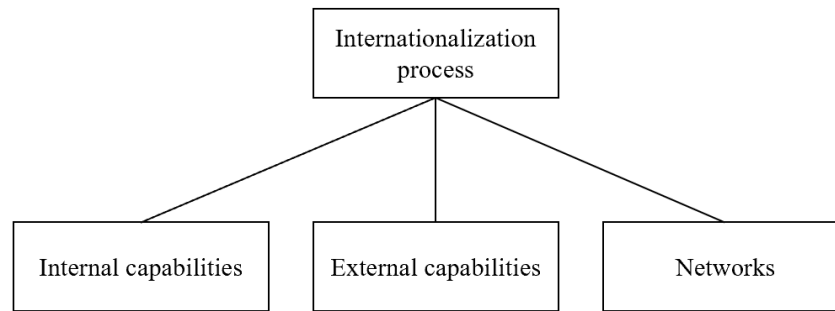 Internationalization
process
Internal capabilities
External capabilities
Networks